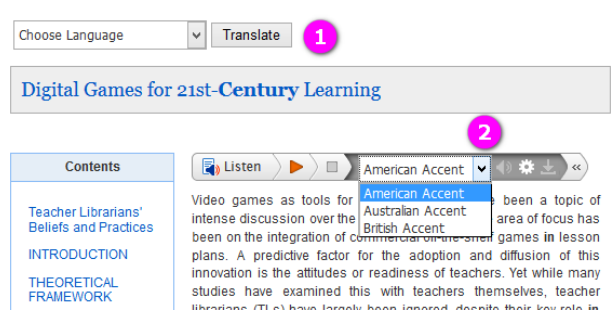 Choose Language
Translate
1
Digital Games for 21st-Century Learning
2
Contents
Teacher Librarians'
Beliefs and Practices
INTRODUCTION
THEORETICAL
FRAMEWORK
Listen
American Accent
American Accent
Australian Accent
British Accent
Video games as tools for been a topic of
intense discussion over the area of focus has
been on the integration of commercial off-the-shelf games in lesson
plans. A predictive factor for the adoption and diffusion of this
innovation is the attitudes or readiness of teachers. Yet while many
studies have examined this with teachers themselves, teacher
librarians (TLs) have largely been ignored, despite their key role in